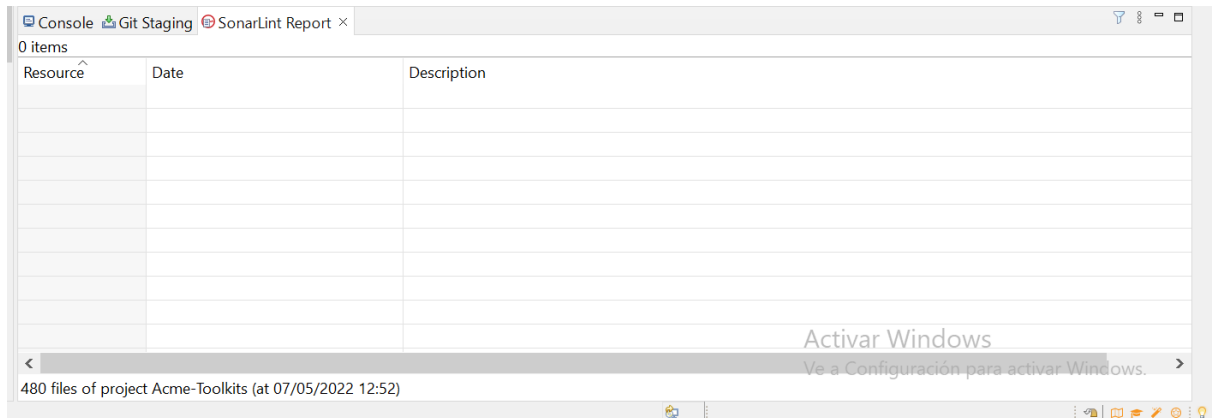 Console Git Staging SonarLint Report
0 items
Resource Date Description
Activar Windows
Ve a Configuración para activar Windows.
480 files of project Acme-Toolkits (at 07/05/2022 12:52)